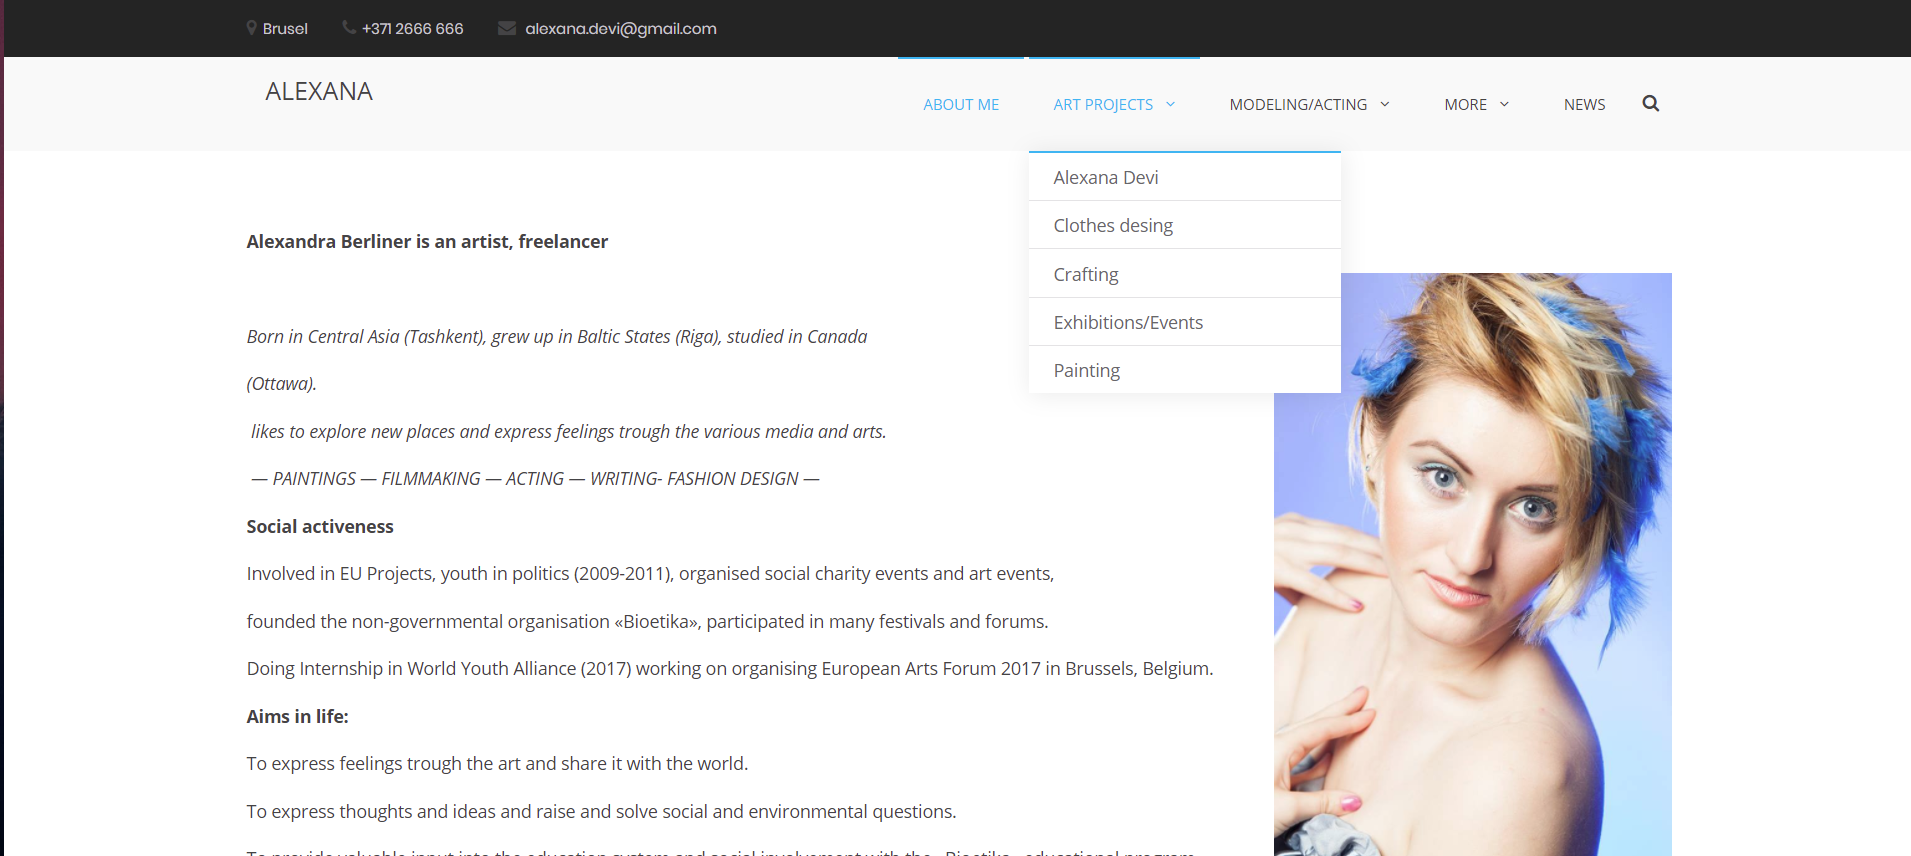 Brusel +371 2666 666 alexana.devi@gmail.com
ALEXANA
ABOUT ME ART PROJECTS MODELING/ACTING MORE NEWS
Alexana Devi
Clothes desing
Crafting
Exhibitions/Events
Painting
Alexandra Berliner is an artist, freelancer
Born in Central Asia (Tashkent), grew up in Baltic States (Riga), studied in Canada
(Ottawa).
likes to explore new places and express feelings trough the various media and arts.
— PAINTINGS — FILMMAKING — ACTING — WRITING- FASHION DESIGN —
Social activeness
Involved in EU Projects, youth in politics (2009-2011), organised social charity events and art events,
founded the non-governmental organisation «Bioetika», participated in many festivals and forums.
Doing Internship in World Youth Alliance (2017) working on organising European Arts Forum 2017 in Brussels, Belgium.
Aims in life:
To express feelings trough the art and share it with the world.
To express thoughts and ideas and raise and solve social and environmental questions.